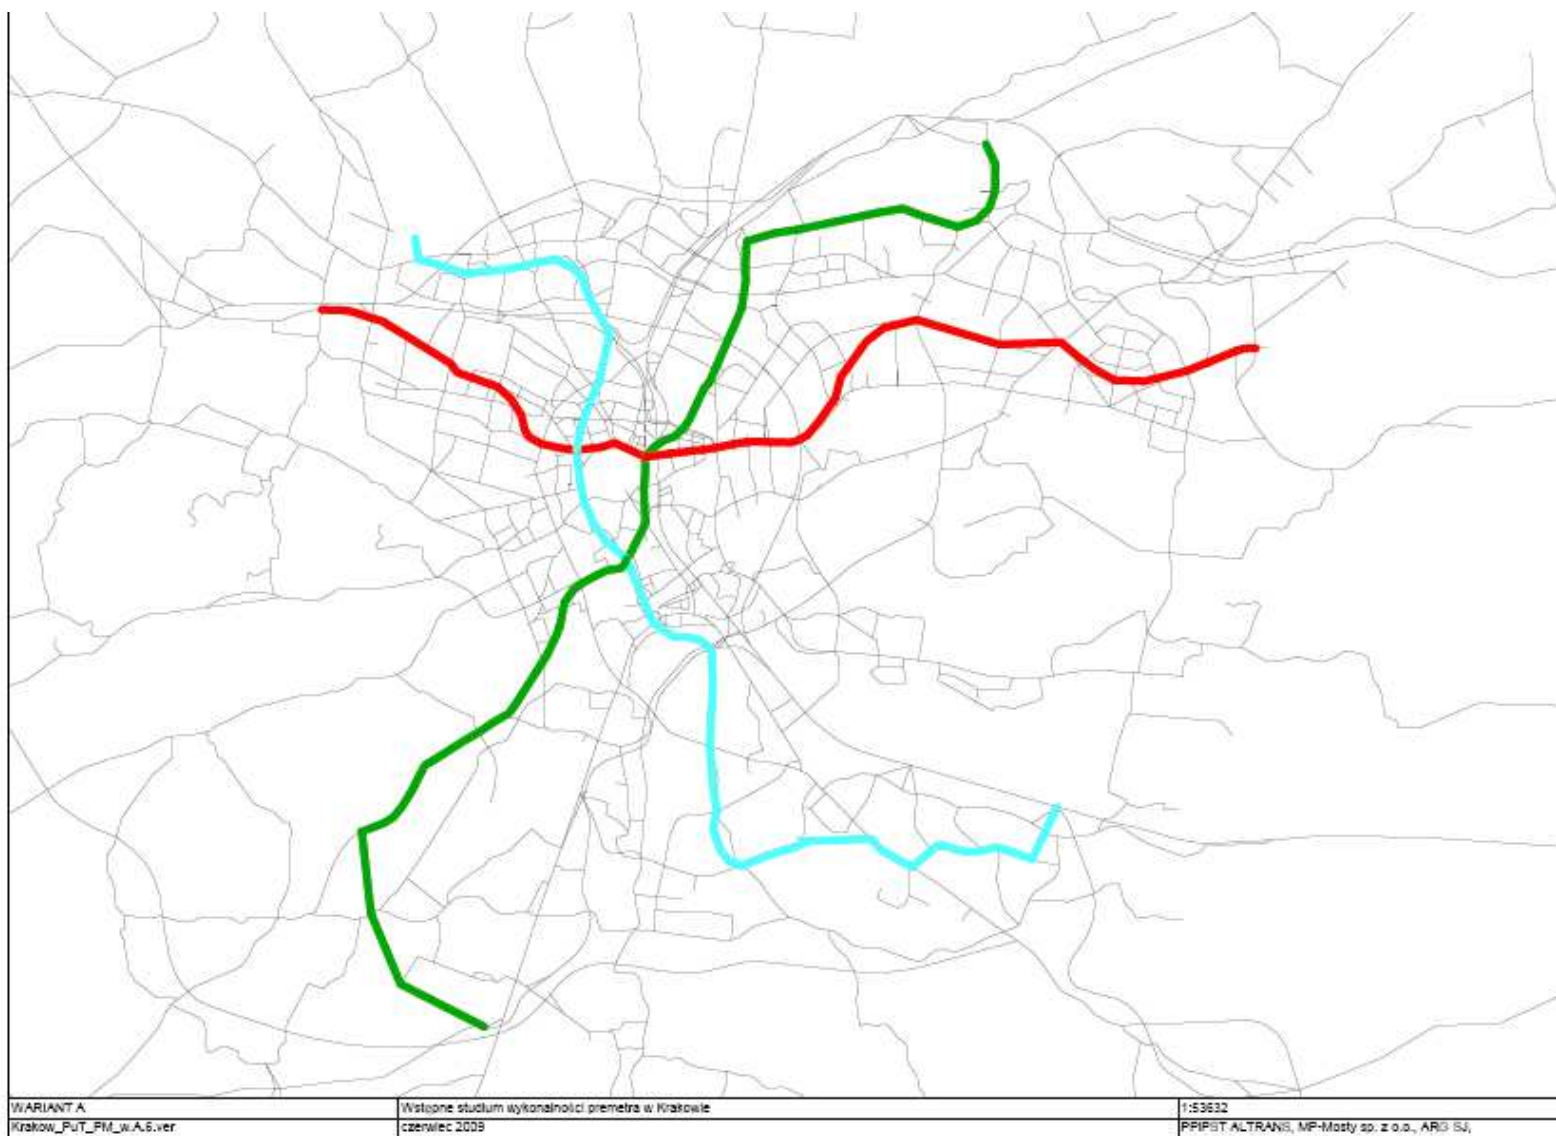 WARIANT A
Wstępne studium wykonalności premetra w Krakowie
1:53632
Krakow_PuT_PM_w.A.6.ver
czerwiec 2009
PPIPST ALTRANS, MP-Mosty sp. z o.o., ARG SJ,